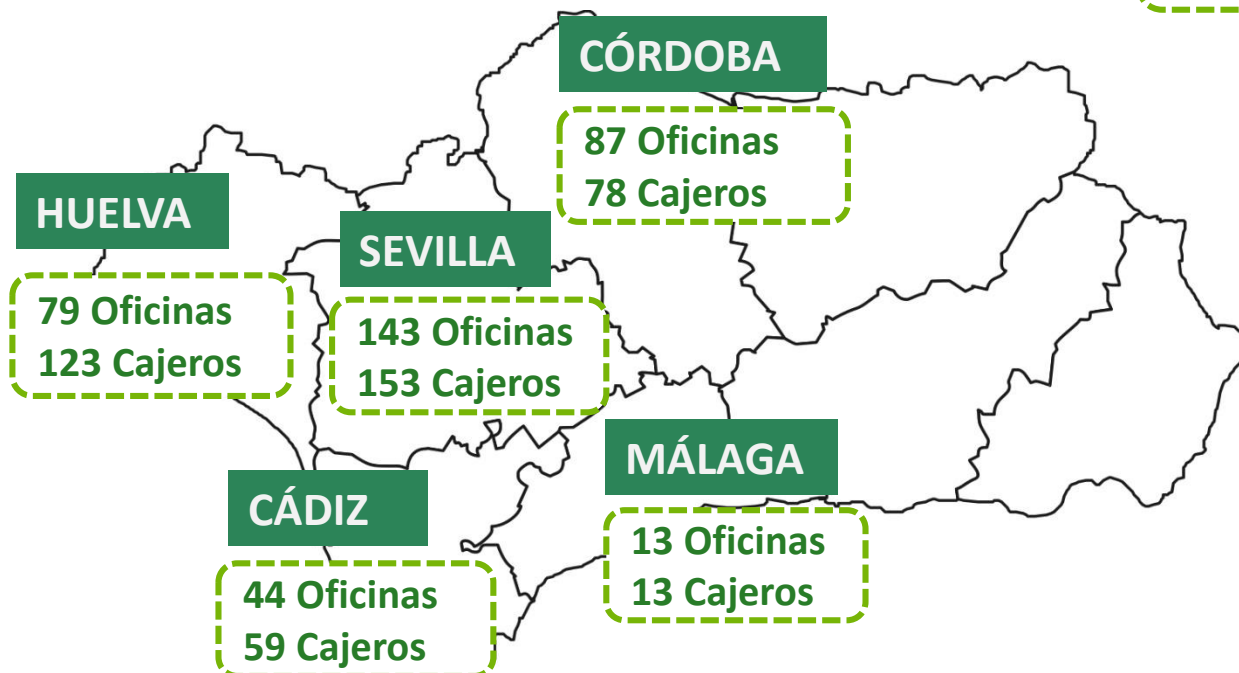 CÓRDOBA
87 Oficinas
78 Cajeros
HUELVA
79 Oficinas
123 Cajeros
SEVILLA
143 Oficinas
153 Cajeros
MÁLAGA
13 Oficinas
13 Cajeros
CÁDIZ
44 Oficinas
59 Cajeros